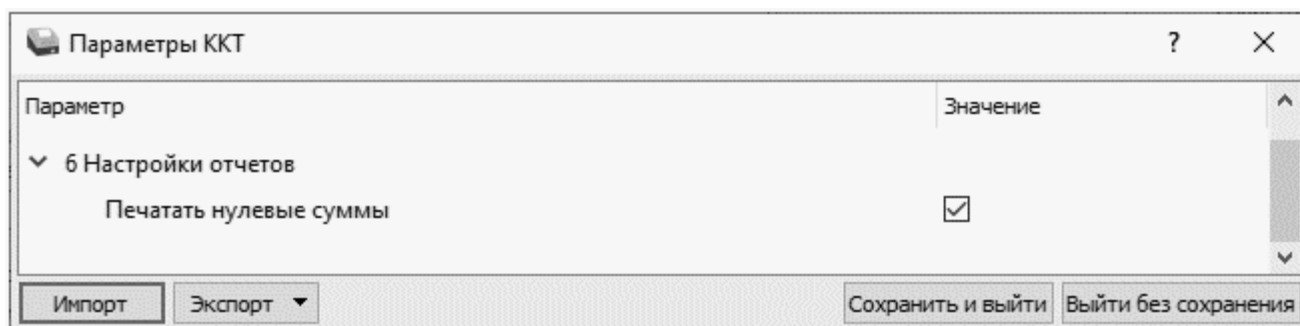 Параметры ККТ ?
Параметр Значение
6 Настройки отчетов
Печатать нулевые суммы
Импорт Экспорт Сохранить и выйти Выйти без сохранения